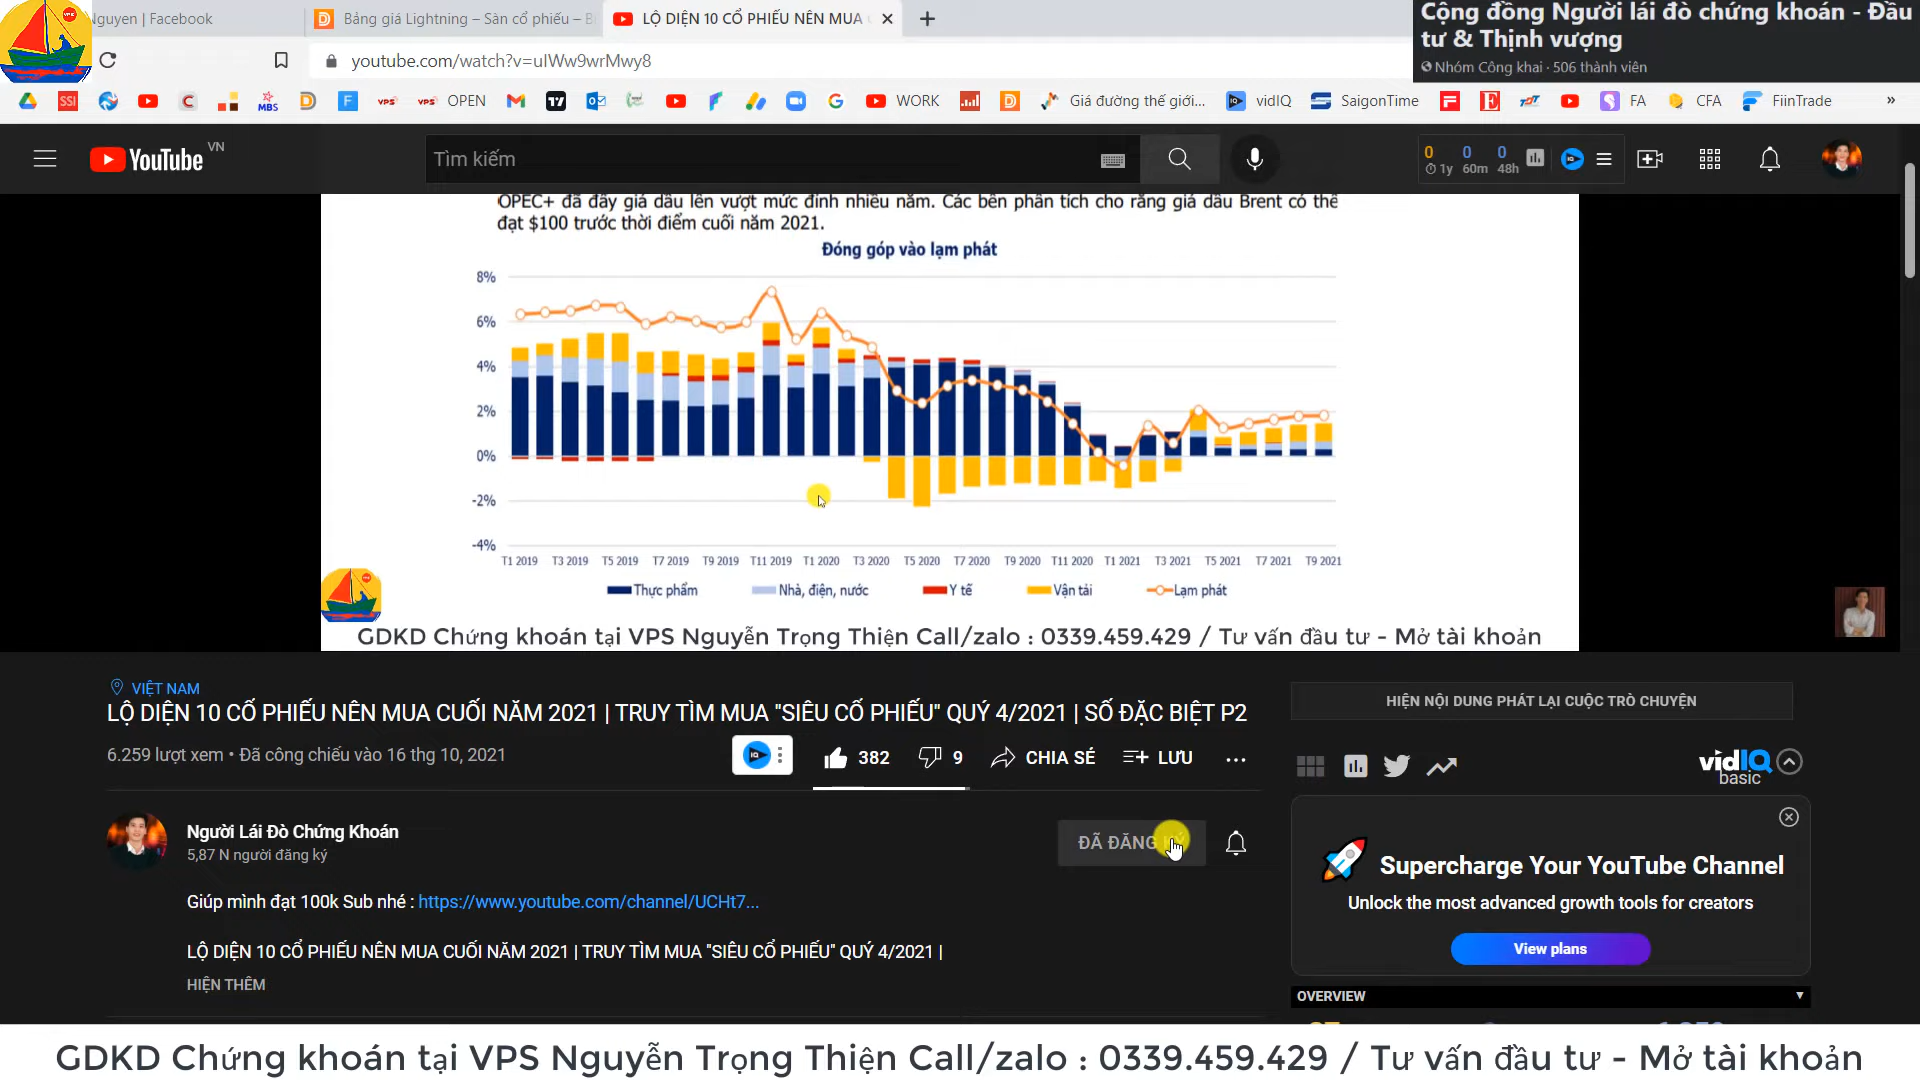 Nguyen | Facebook
Bảng giá Lightning – Sàn cổ phiếu –
LỘ DIỆN 10 CỔ PHIẾU NÊN MUA
Cộng đồng Người lái đò chứng khoán - Đầu
tư & Thịnh vượng
Nhóm Công khai · 506 thành viên
youtube.com/watch?v=uIWw9wrMwy8
SSI
MBS
VPS
VPS
OPEN
WORK
Giá đường thế giới...
vidIQ
SaigonTime
FA
CFA
FiinTrade
»
YouTube VN
Tìm kiếm
0 0 0
1y 60m 48h
OPEC+ đã đẩy giá dầu lên vượt mức đỉnh nhiều năm. Các bên phân tích cho rằng giá dầu Brent có thể
đạt $100 trước thời điểm cuối năm 2021.
Đóng góp vào lạm phát
8%
6%
4%
2%
0%
-2%
-4%
T1 2019 T3 2019 T5 2019 T7 2019 T9 2019 T11 2019 T1 2020 T3 2020 T5 2020 T7 2020 T9 2020 T11 2020 T1 2021 T3 2021 T5 2021 T7 2021 T9 2021
Thực phẩm Nhà, điện, nước Y tế Vận tải Lạm phát
GDKD Chứng khoán tại VPS Nguyễn Trọng Thiện Call/zalo : 0339.459.429 / Tư vấn đầu tư - Mở tài khoản
VIỆT NAM
LỘ DIỆN 10 CỔ PHIẾU NÊN MUA CUỐI NĂM 2021 | TRUY TÌM MUA "SIÊU CỔ PHIẾU" QUÝ 4/2021 | SỐ ĐẶC BIỆT P2
6.259 lượt xem • Đã công chiếu vào 16 thg 10, 2021
382
9
CHIA SẺ
LƯU
HIỆN NỘI DUNG PHÁT LẠI CUỘC TRÒ CHUYỆN
vidIQ
basic
Người Lái Đò Chứng Khoán
5,87 N người đăng ký
ĐÃ ĐĂNG KÝ
Giúp mình đạt 100k Sub nhé : https://www.youtube.com/channel/UCHt7...
LỘ DIỆN 10 CỔ PHIẾU NÊN MUA CUỐI NĂM 2021 | TRUY TÌM MUA "SIÊU CỔ PHIẾU" QUÝ 4/2021 |
HIỆN THÊM
Supercharge Your YouTube Channel
Unlock the most advanced growth tools for creators
View plans
OVERVIEW
GDKD Chứng khoán tại VPS Nguyễn Trọng Thiện Call/zalo : 0339.459.429 / Tư vấn đầu tư - Mở tài khoản